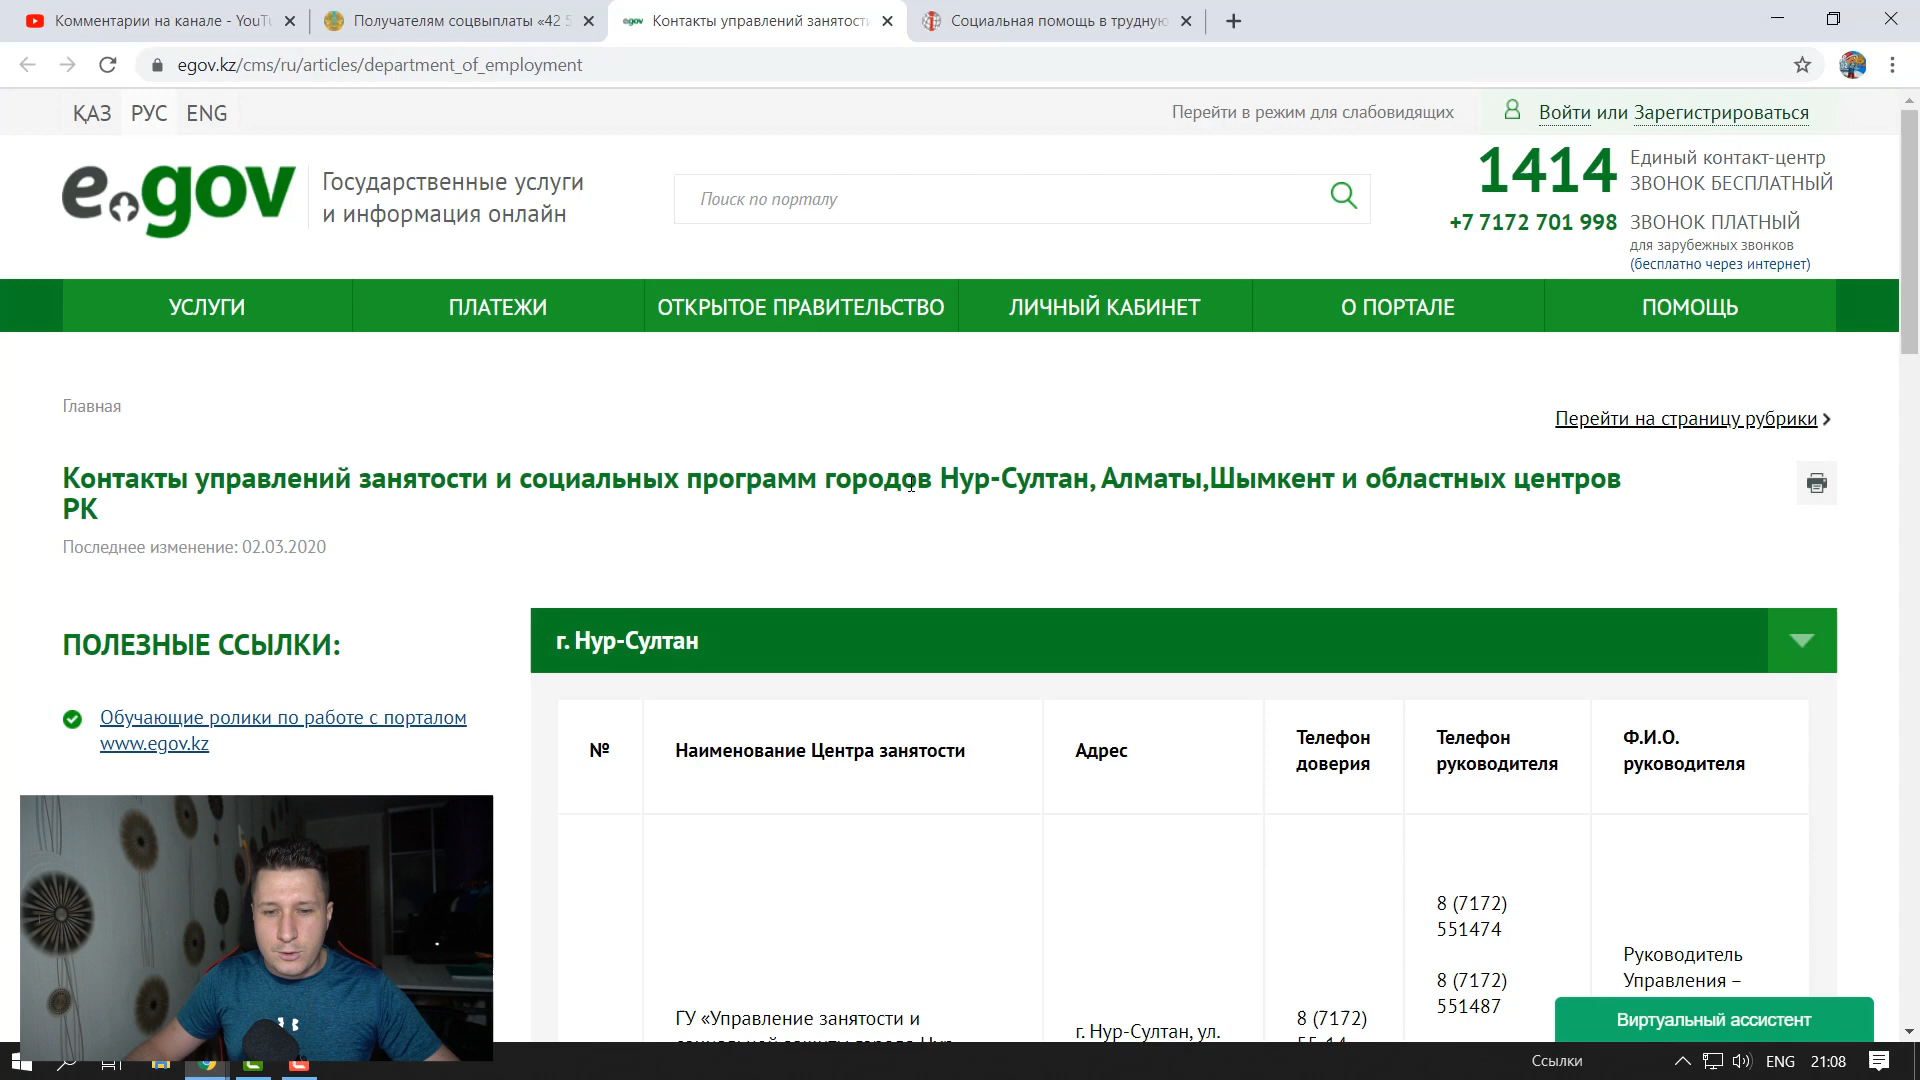 Комментарии на канале - YouT
Получателям соцвыплаты «42 5
Контакты управлений занятости
Социальная помощь в трудную
egov.kz/cms/ru/articles/department_of_employment
ҚАЗ РУС ENG
Перейти в режим для слабовидящих
Войти или Зарегистрироваться
egov
Государственные услуги
и информация онлайн
Поиск по порталу
1414
Единый контакт-центр
ЗВОНОК БЕСПЛАТНЫЙ
+7 7172 701 998
ЗВОНОК ПЛАТНЫЙ
для зарубежных звонков
(бесплатно через интернет)
УСЛУГИ ПЛАТЕЖИ ОТКРЫТОЕ ПРАВИТЕЛЬСТВО ЛИЧНЫЙ КАБИНЕТ О ПОРТАЛЕ ПОМОЩЬ
Главная
Перейти на страницу рубрики
Контакты управлений занятости и социальных программ городов Нур-Султан, Алматы,Шымкент и областных центров
РК
Последнее изменение: 02.03.2020
ПОЛЕЗНЫЕ ССЫЛКИ:
Обучающие ролики по работе с порталом
www.egov.kz
г. Нур-Султан
№
Наименование Центра занятости
Адрес
Телефон
доверия
Телефон
руководителя
Ф.И.О.
руководителя
ГУ «Управление занятости и
г. Нур-Султан, ул.
8 (7172)
8 (7172)
551474
8 (7172)
551487
Руководитель
Управления –
Виртуальный ассистент
Ссылки
ENG
21:08